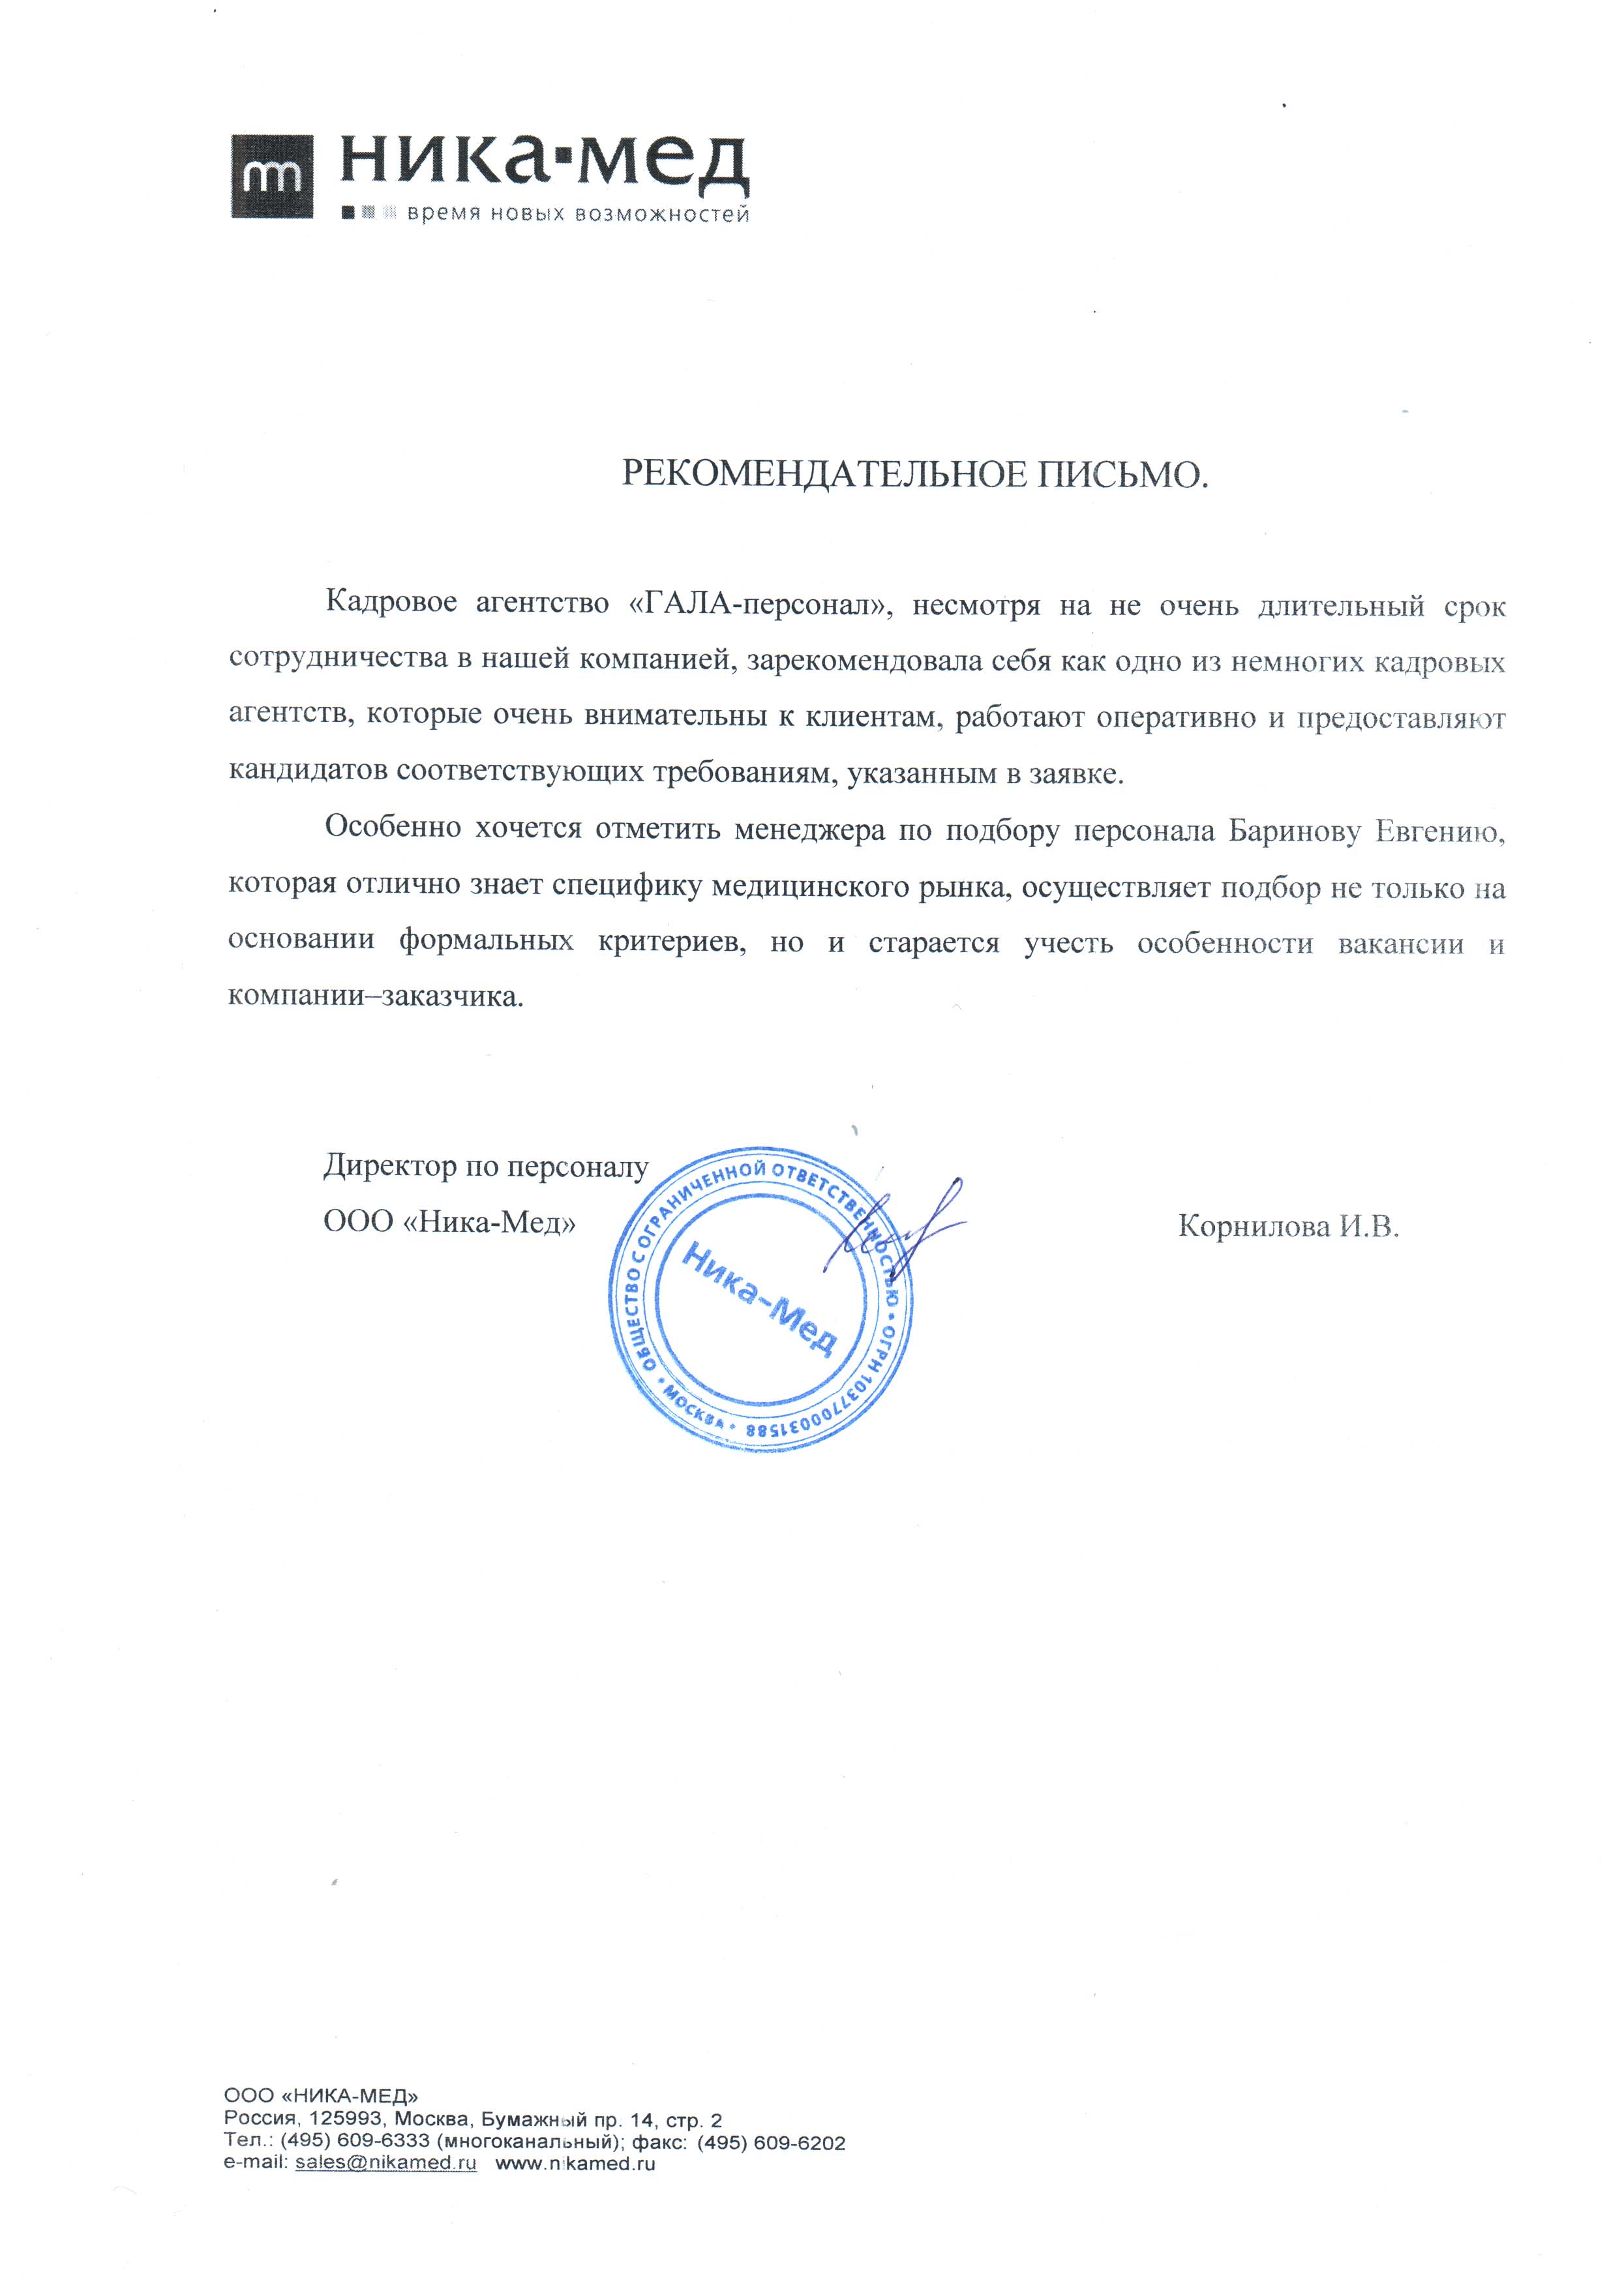 ника·мед
время новых возможностей
РЕКОМЕНДАТЕЛЬНОЕ ПИСЬМО.
Кадровое агентство «ГАЛА-персонал», несмотря на не очень длительный срок
сотрудничества в нашей компанией, зарекомендовала себя как одно из немногих кадровых
агентств, которые очень внимательны к клиентам, работают оперативно и предоставляют
кандидатов соответствующих требованиям, указанным в заявке.
Особенно хочется отметить менеджера по подбору персонала Баринову Евгению,
которая отлично знает специфику медицинского рынка, осуществляет подбор не только на
основании формальных критериев, но и старается учесть особенности вакансии и
компании–заказчика.
Директор по персоналу
ООО «Ника-Мед»
Корнилова И.В.
ОБЩЕСТВО С ОГРАНИЧЕННОЙ ОТВЕТСТВЕННОСТЬЮ • ОГРН 1037700031588 • МОСКВА •
Ника-Мед
ООО «НИКА-МЕД»
Россия, 125993, Москва, Бумажный пр. 14, стр. 2
Тел.: (495) 609-6333 (многоканальный); факс: (495) 609-6202
e-mail: sales@nikamed.ru www.nikamed.ru